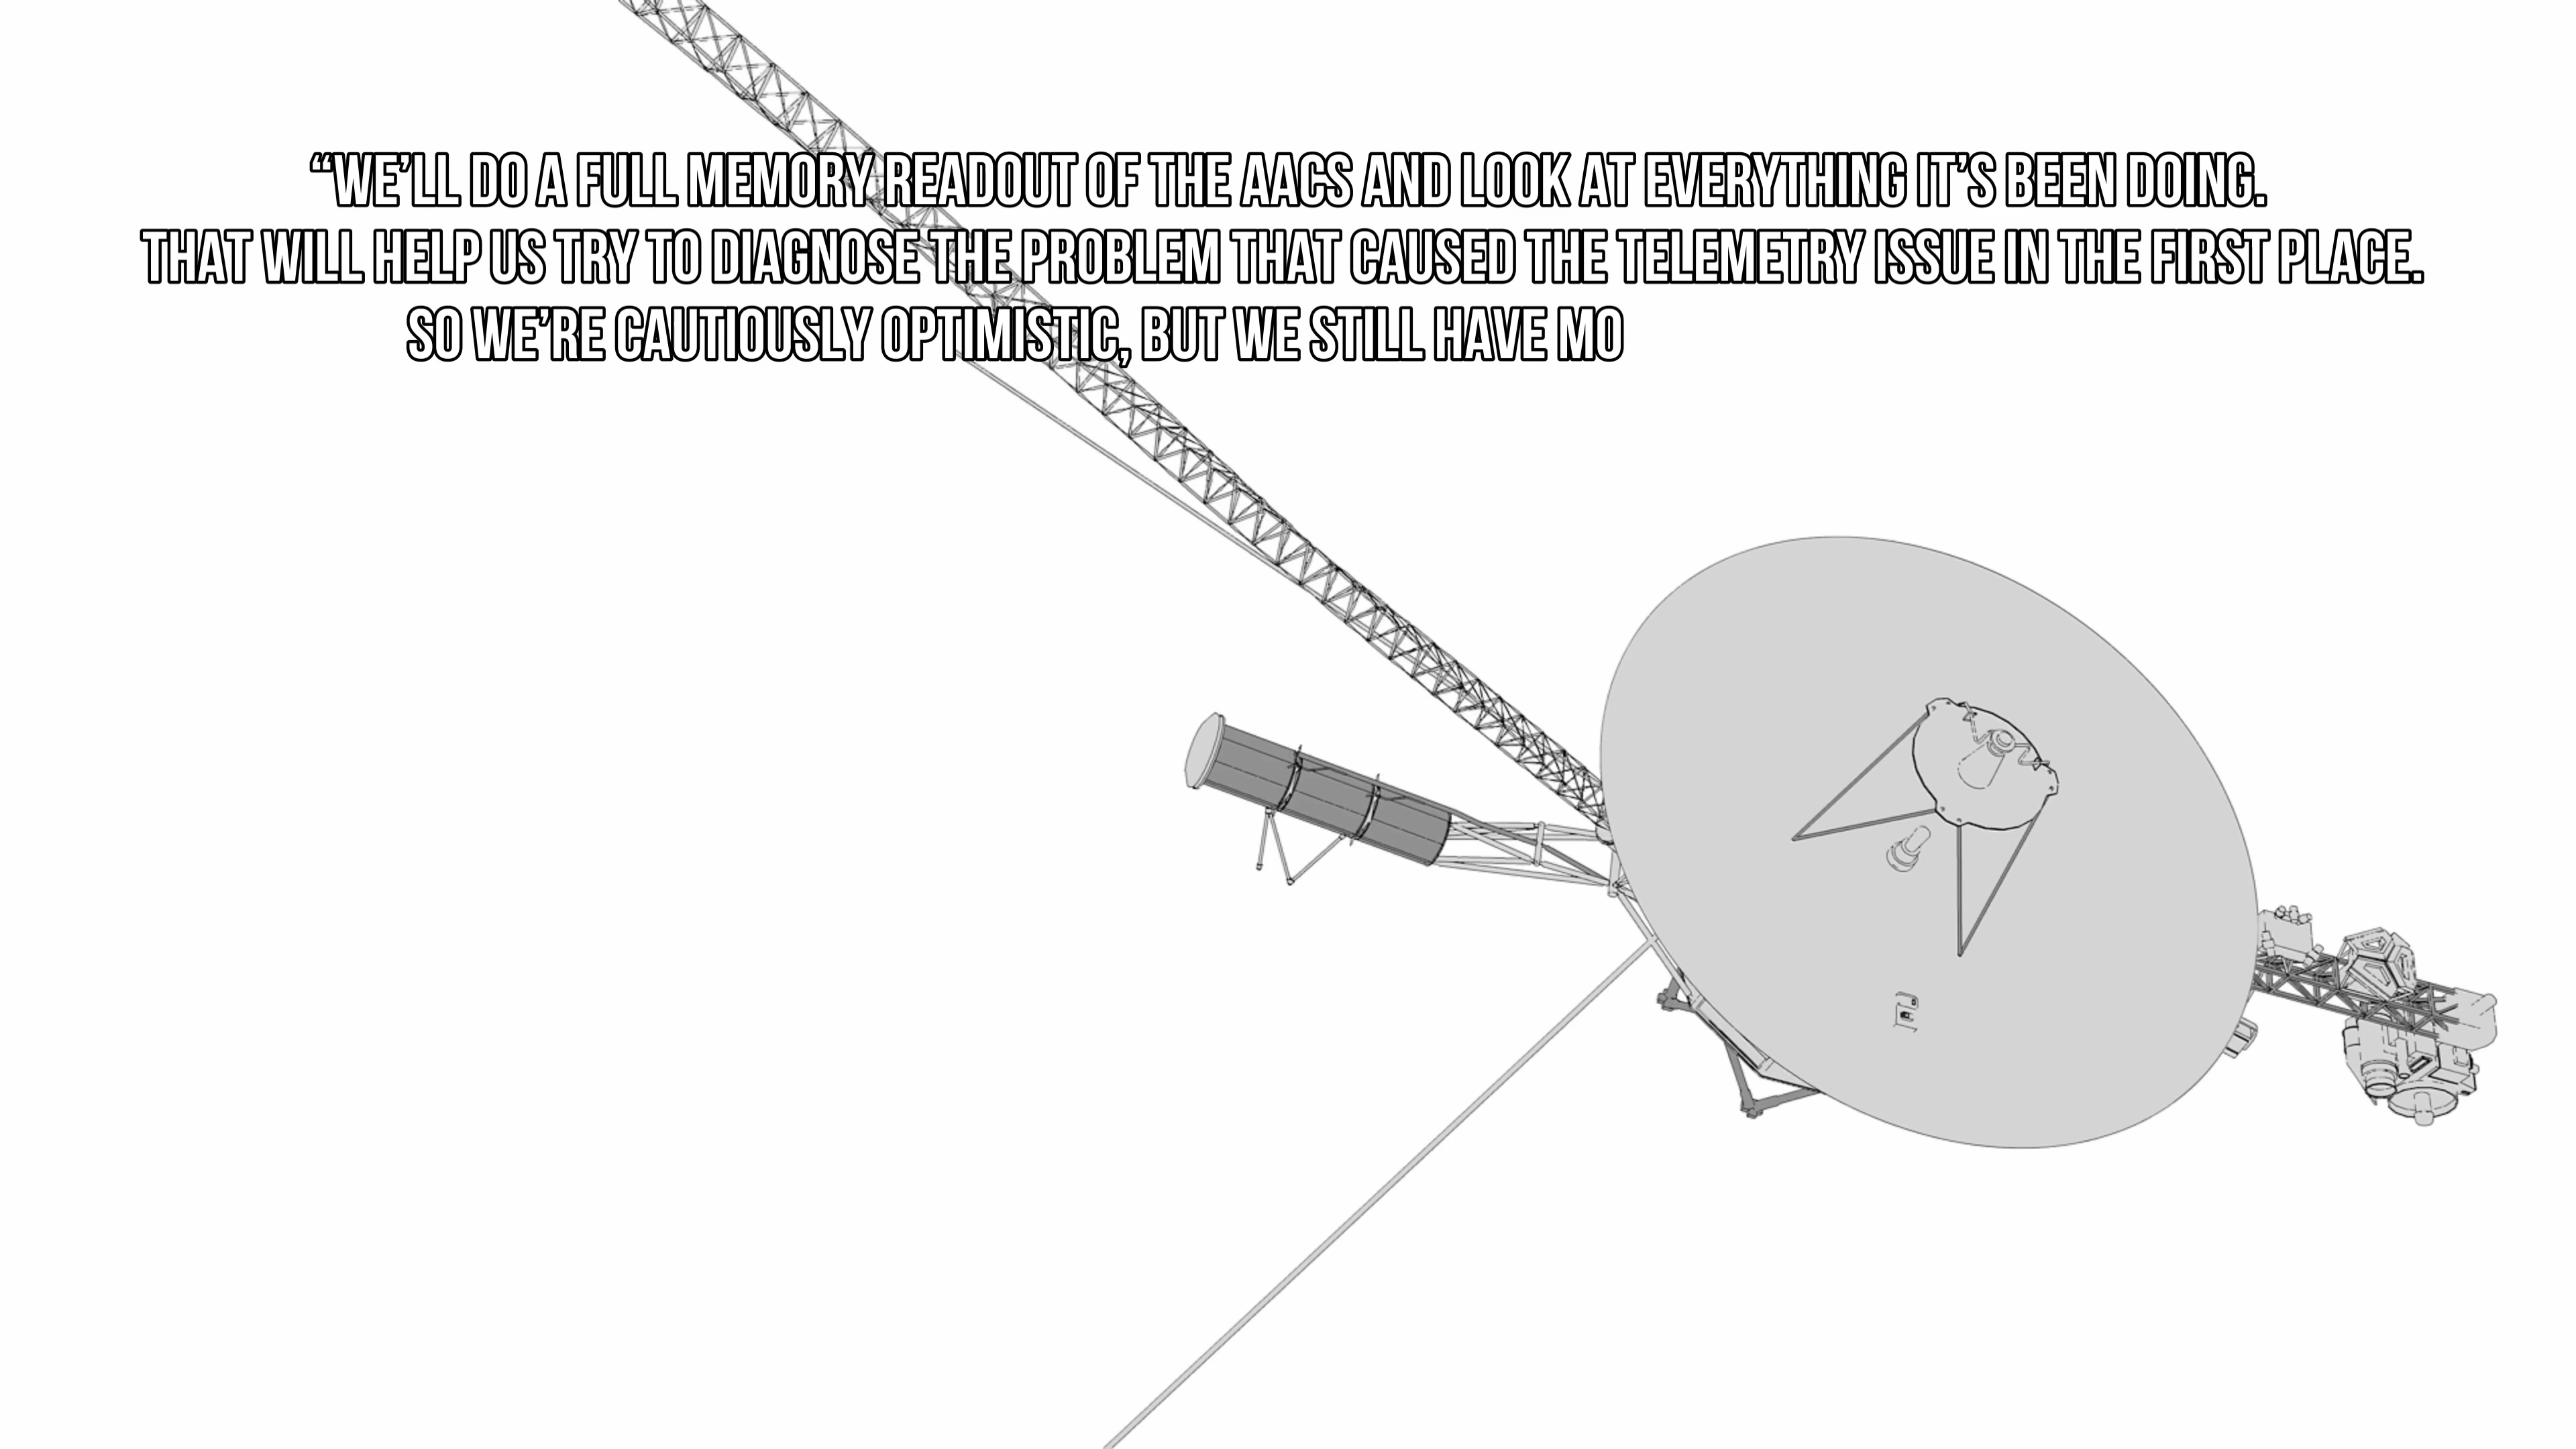 “WE’LL DO A FULL MEMORY READOUT OF THE AACS AND LOOK AT EVERYTHING IT’S BEEN DOING.
THAT WILL HELP US TRY TO DIAGNOSE THE PROBLEM THAT CAUSED THE TELEMETRY ISSUE IN THE FIRST PLACE.
SO WE’RE CAUTIOUSLY OPTIMISTIC, BUT WE STILL HAVE MO